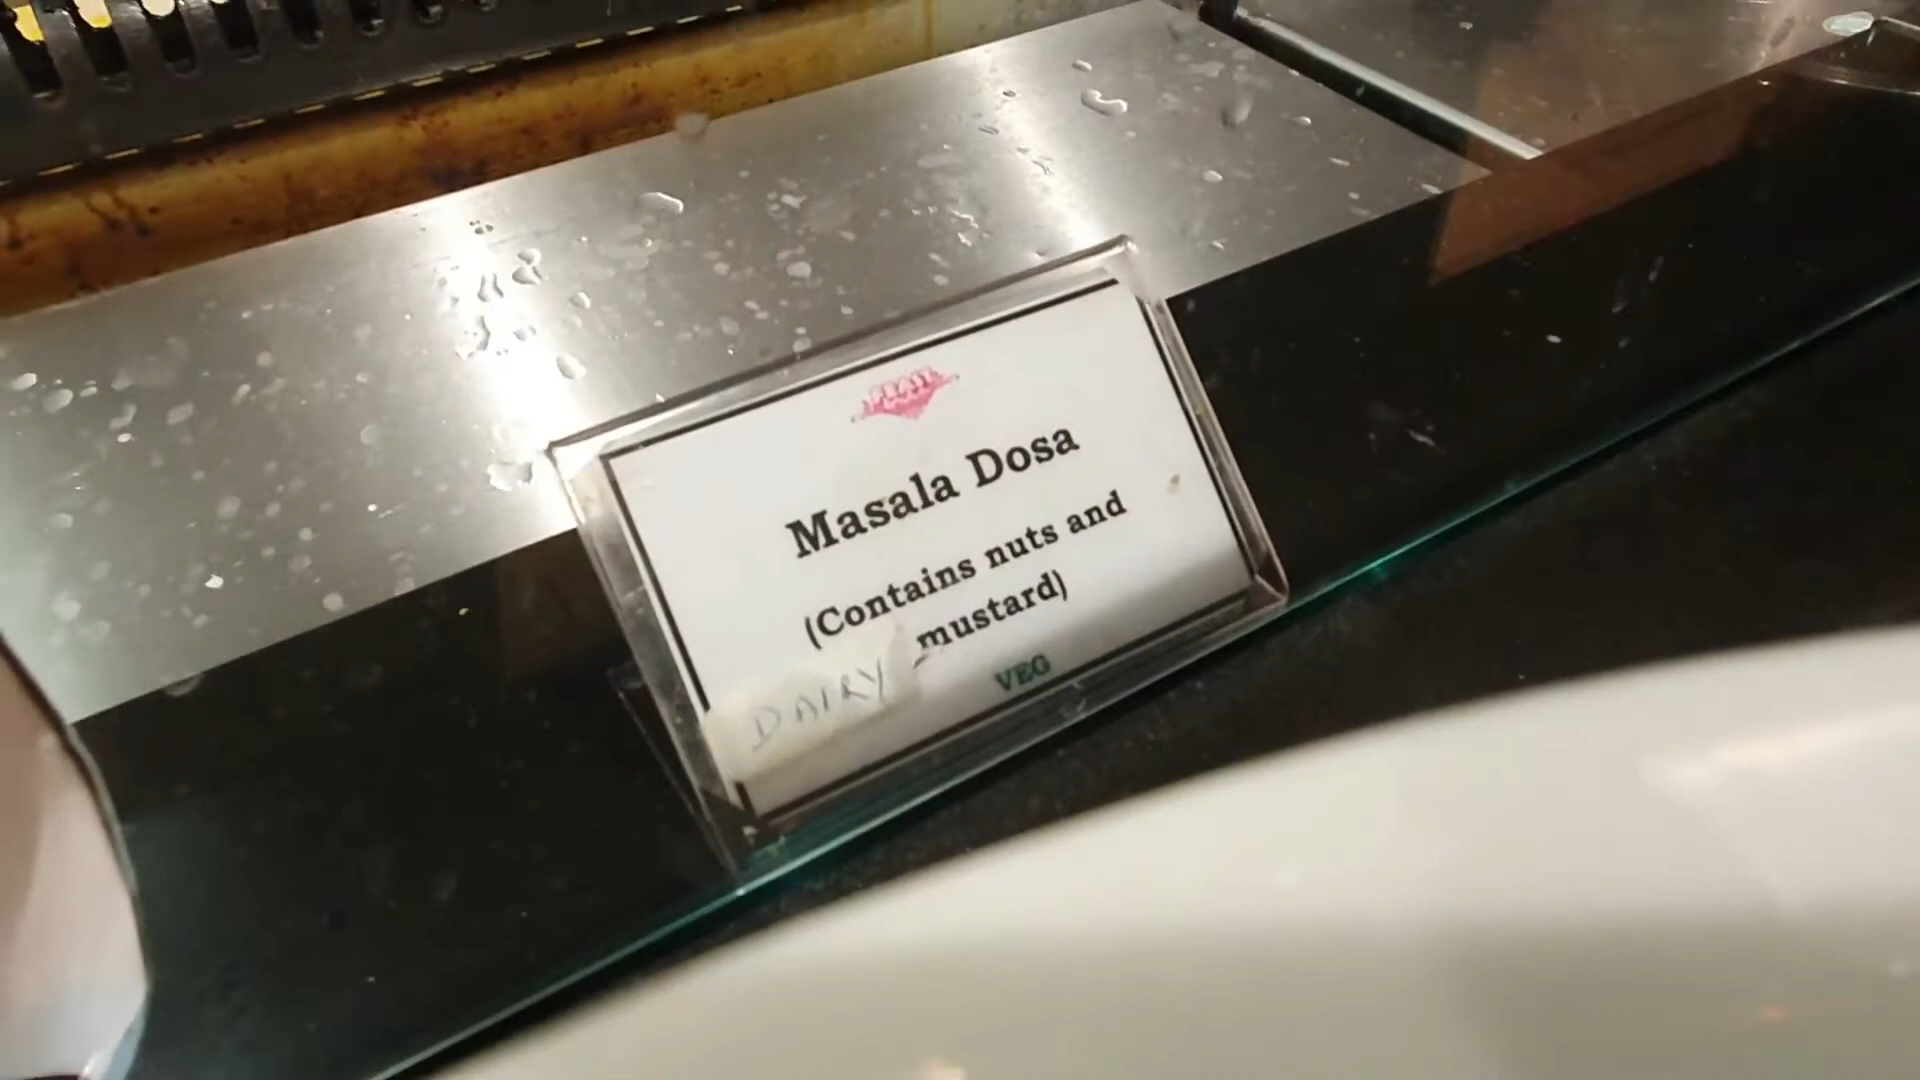 Masala Dosa
(Contains nuts and
mustard)
DAIRY
VEG